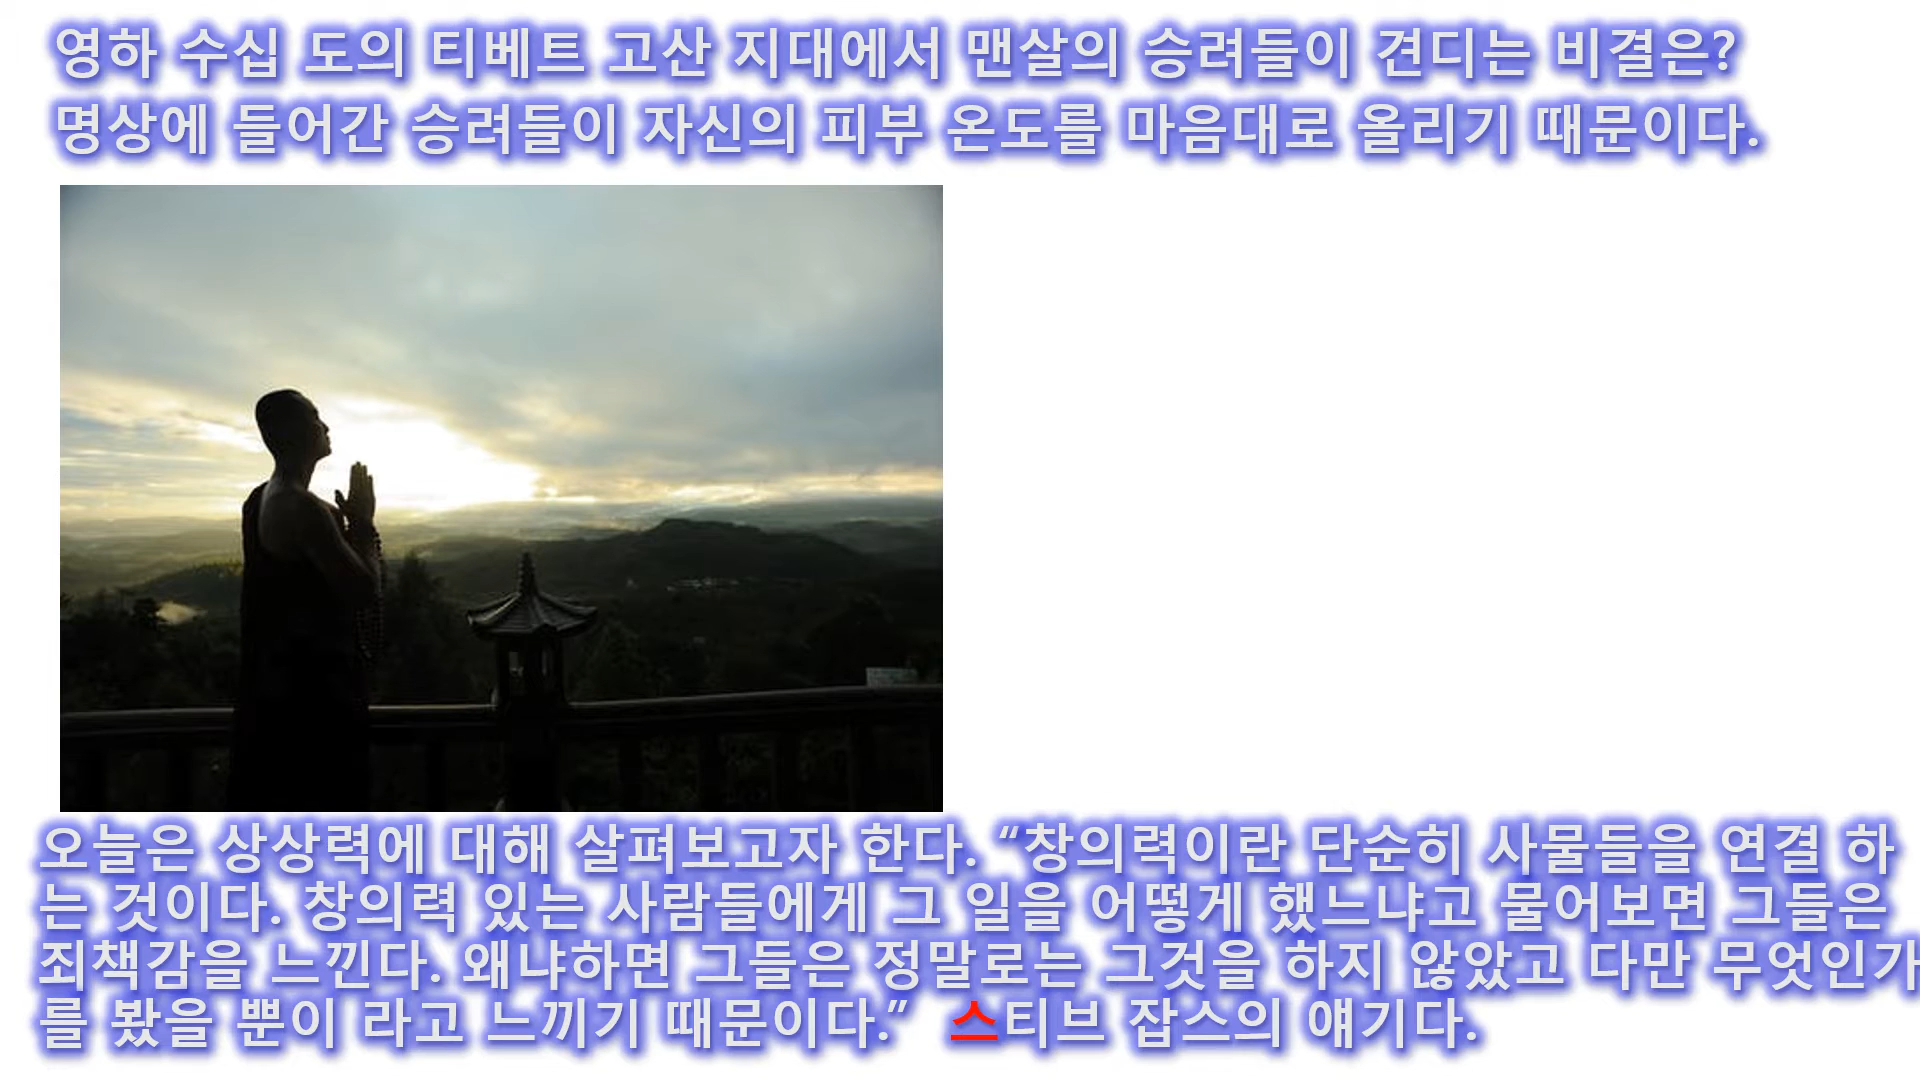 영하 수십 도의 티베트 고산 지대에서 맨살의 승려들이 견디는 비결은?
명상에 들어간 승려들이 자신의 피부 온도를 마음대로 올리기 때문이다.
오늘은 상상력에 대해 살펴보고자 한다. “창의력이란 단순히 사물들을 연결 하
는 것이다. 창의력 있는 사람들에게 그 일을 어떻게 했느냐고 물어보면 그들은
죄책감을 느낀다. 왜냐하면 그들은 정말로는 그것을 하지 않았고 다만 무엇인가
를 봤을 뿐이 라고 느끼기 때문이다.” 스티브 잡스의 얘기다.